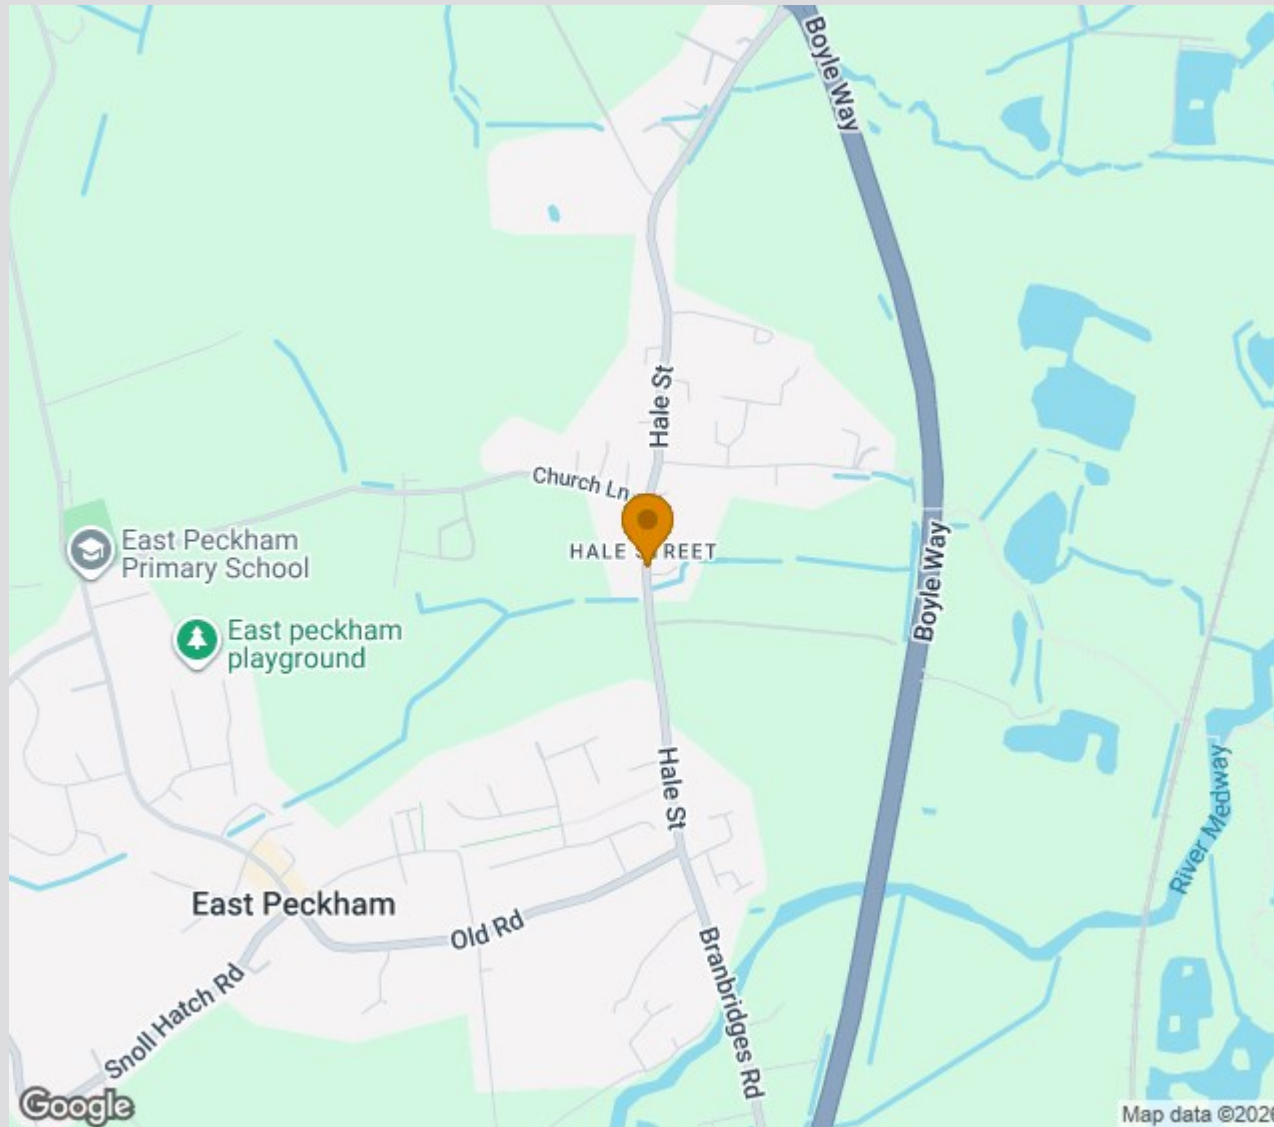 Boyle Way
Hale St
Church Ln
HALE STREET
East Peckham
Primary School
East peckham
playground
Boyle Way
Hale St
River Medway
East Peckham
Old Rd
Branbridges Rd
Snoll Hatch Rd
Google
Map data ©2026